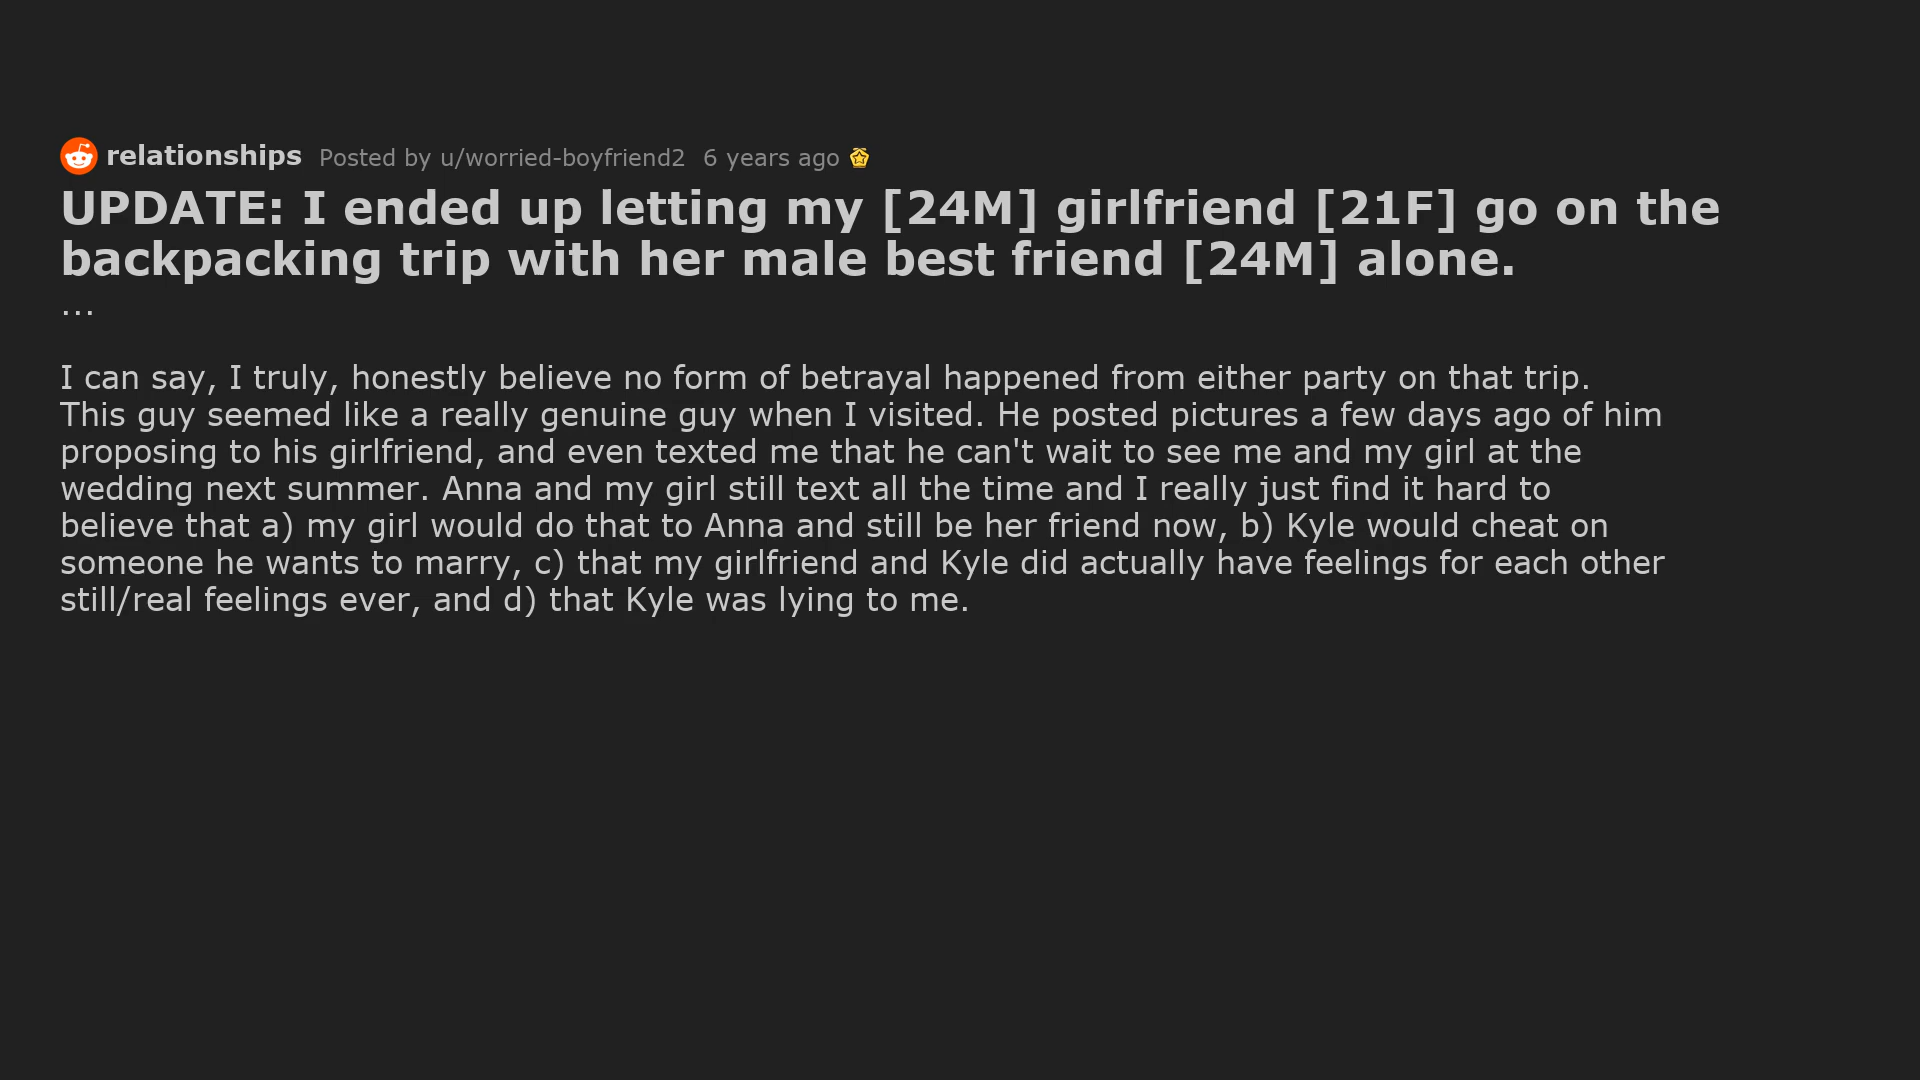 relationships Posted by u/worried-boyfriend2 6 years ago
UPDATE: I ended up letting my [24M] girlfriend [21F] go on the
backpacking trip with her male best friend [24M] alone.
...
I can say, I truly, honestly believe no form of betrayal happened from either party on that trip.
This guy seemed like a really genuine guy when I visited. He posted pictures a few days ago of him
proposing to his girlfriend, and even texted me that he can't wait to see me and my girl at the
wedding next summer. Anna and my girl still text all the time and I really just find it hard to
believe that a) my girl would do that to Anna and still be her friend now, b) Kyle would cheat on
someone he wants to marry, c) that my girlfriend and Kyle did actually have feelings for each other
still/real feelings ever, and d) that Kyle was lying to me.